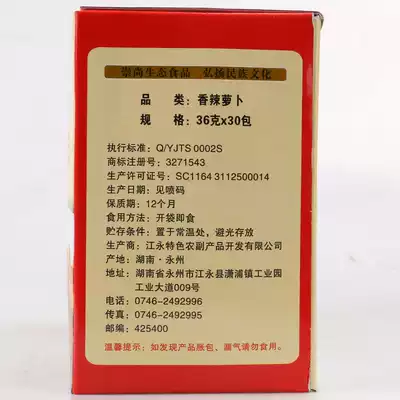 崇尚生态食品 弘扬民族文化
品 类：香辣萝卜
规 格：36克x30包
执行标准：Q/YJTS 0002S
商标注册号：3271543
生产许可证号：SC1164 3112500014
生产日期：见喷码
保质期：12个月
食用方法：开袋即食
贮存条件：置于常温处，避光存放
生产商：江永特色农副产品开发有限公司
产地：湖南·永州
地址：湖南省永州市江永县潇浦镇工业园
工业大道009号
电话：0746-2492996
传真：0746-2492995
邮编：425400
温馨提示：如发现产品胀包、漏气请勿食用。